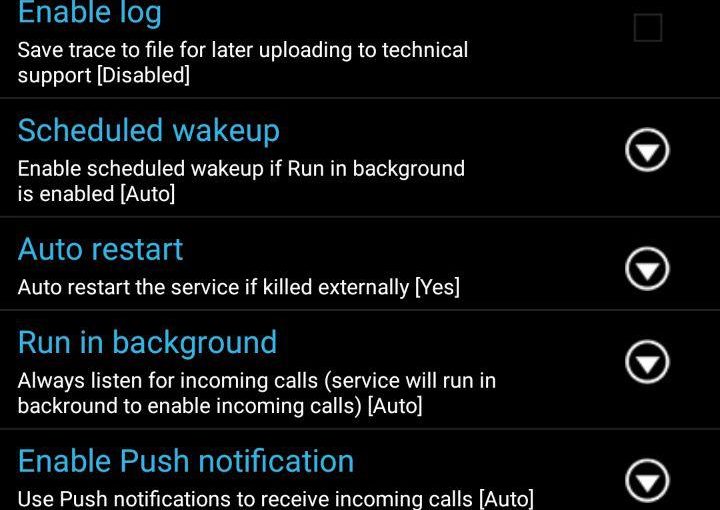 Enable log
Save trace to file for later uploading to technical
support [Disabled]
Scheduled wakeup
Enable scheduled wakeup if Run in background
is enabled [Auto]
Auto restart
Auto restart the service if killed externally [Yes]
Run in background
Always listen for incoming calls (service will run in
backround to enable incoming calls) [Auto]
Enable Push notification
Use Push notifications to receive incoming calls [Auto]